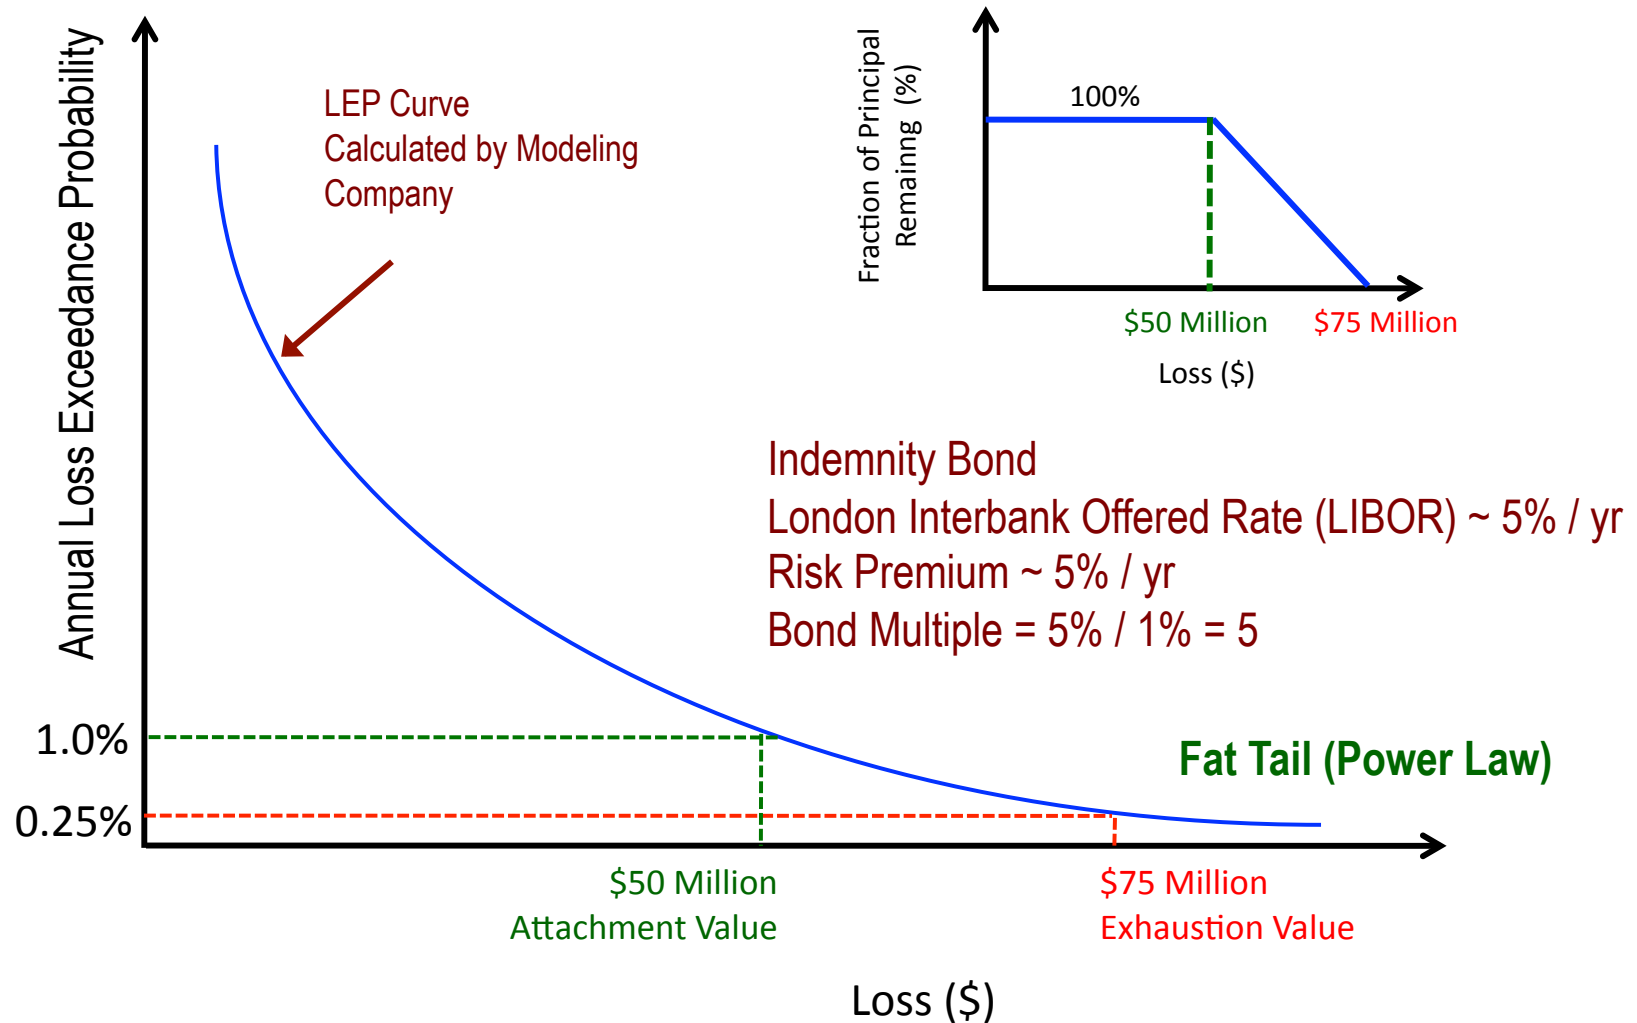 Annual Loss Exceedance Probability
LEP Curve
Calculated by Modeling
Company
Fraction of Principal
Remainng (%)
100%
$50 Million
$75 Million
Loss ($)
Indemnity Bond
London Interbank Offered Rate (LIBOR) ~ 5% / yr
Risk Premium ~ 5% / yr
Bond Multiple = 5% / 1% = 5
1.0%
Fat Tail (Power Law)
0.25%
$50 Million
Attachment Value
$75 Million
Exhaustion Value
Loss ($)